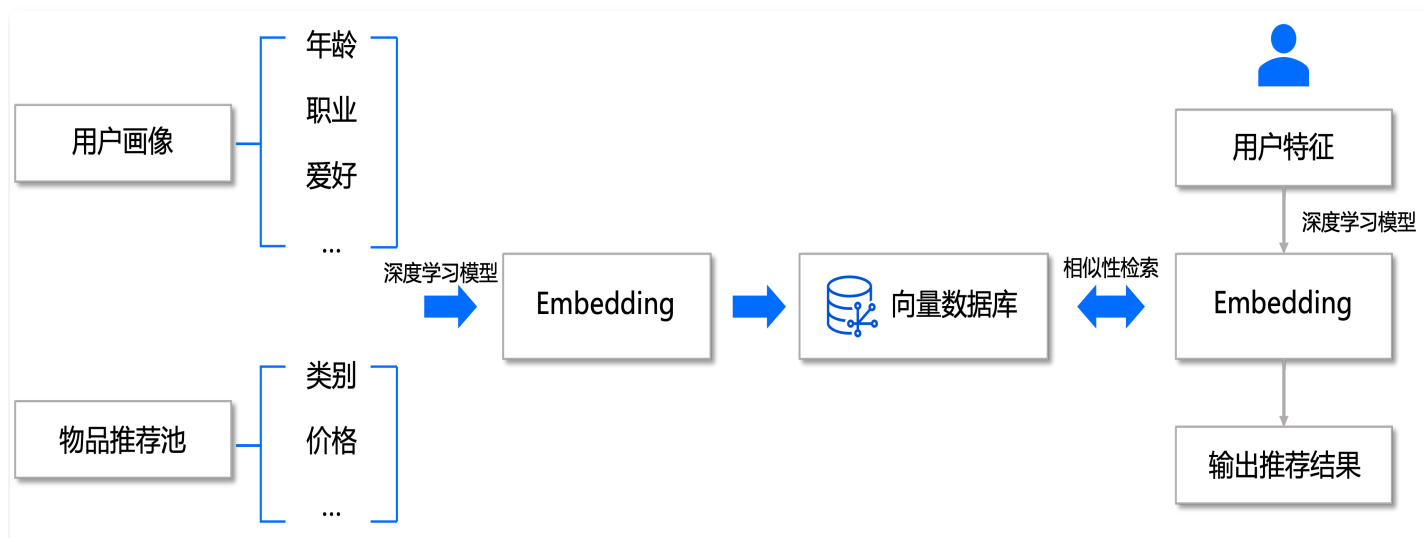 年龄
职业
爱好
...
用户画像
类别
价格
...
物品推荐池
深度学习模型
Embedding
向量数据库
相似性检索
用户特征
深度学习模型
Embedding
输出推荐结果